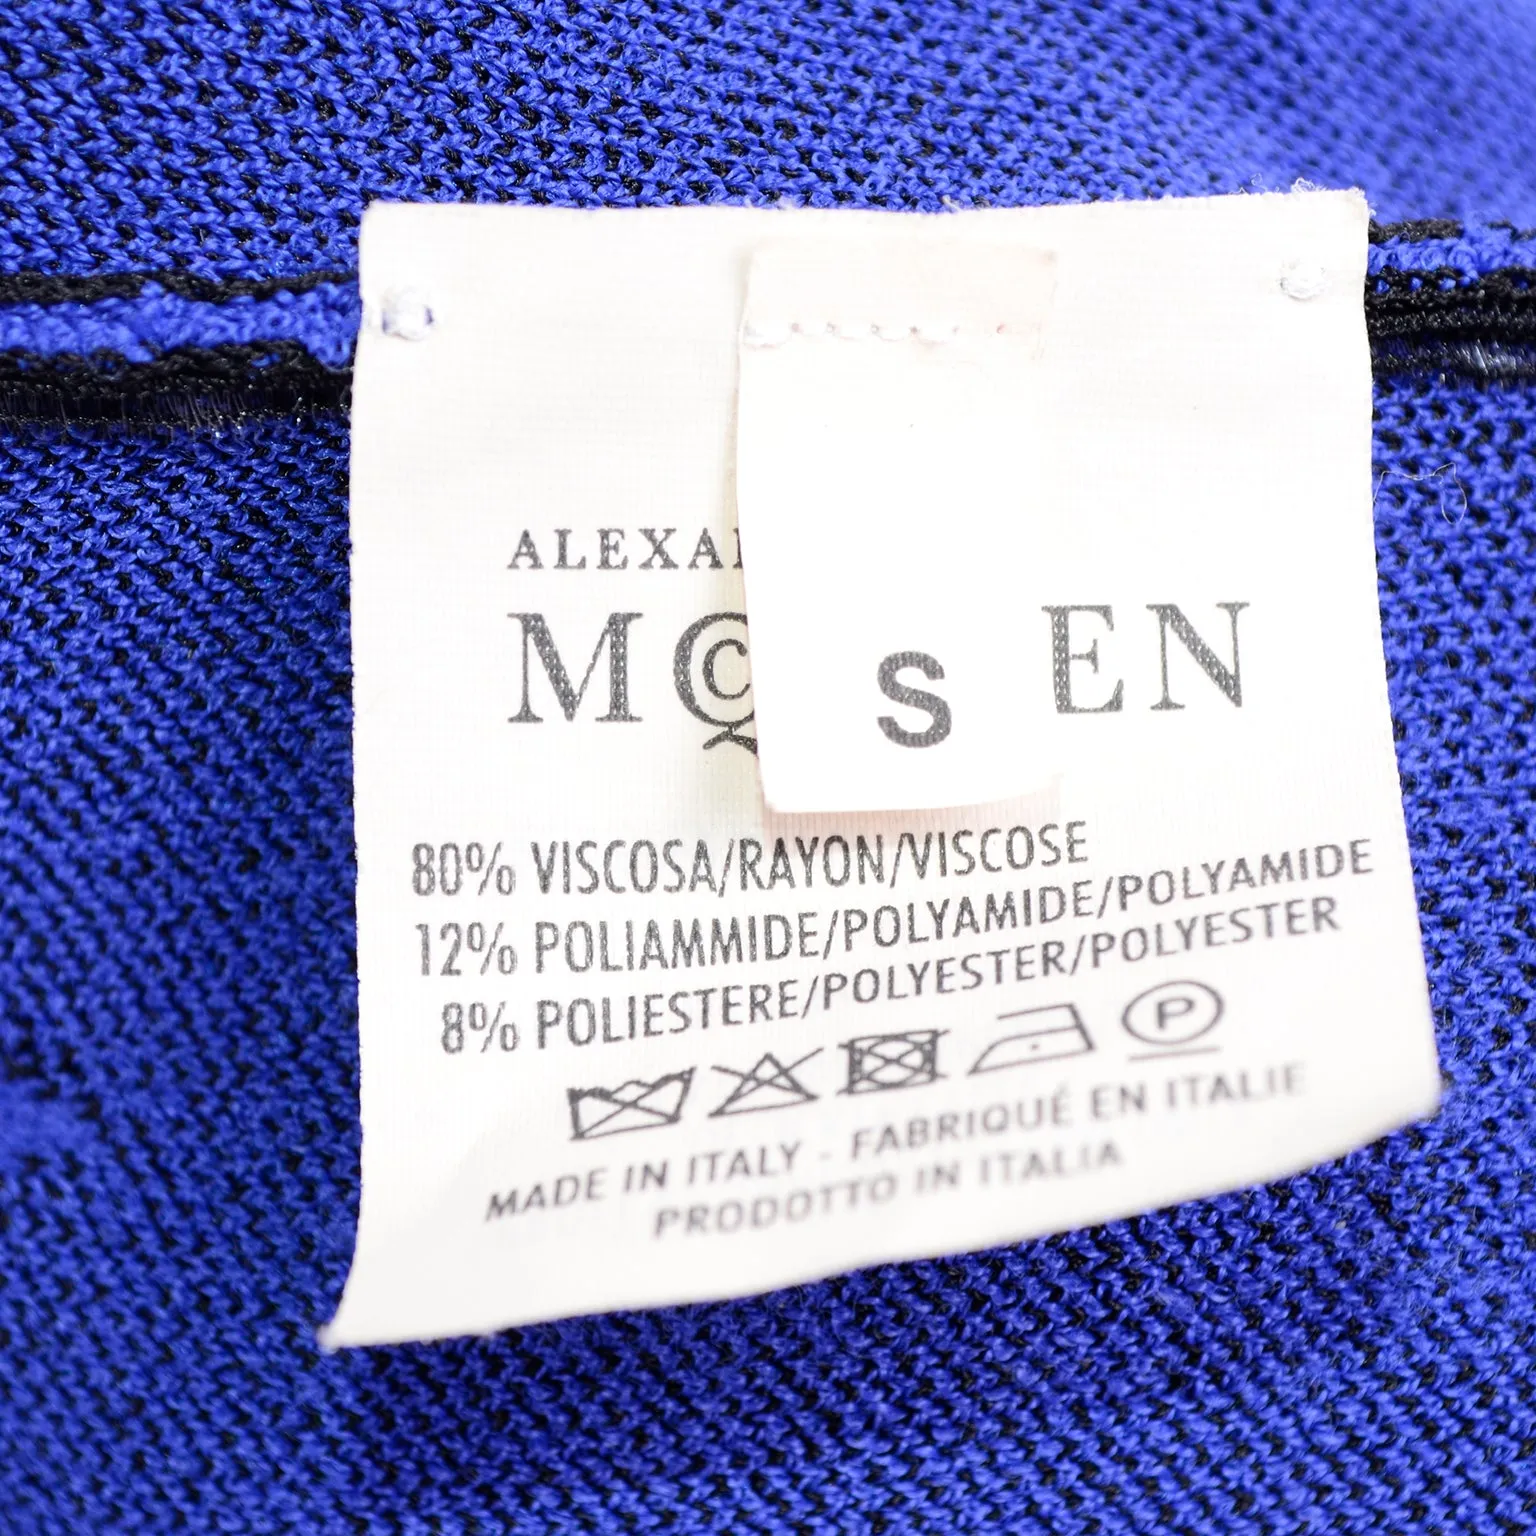 ALEXA
MQ EN
S
80% VISCOSA/RAYON/VISCOSE
12% POLIAMMIDE/POLYAMIDE/POLYAMIDE
8% POLIESTERE/POLYESTER/POLYESTER
P
MADE IN ITALY - FABRIQUÉ EN ITALIE
PRODOTTO IN ITALIA